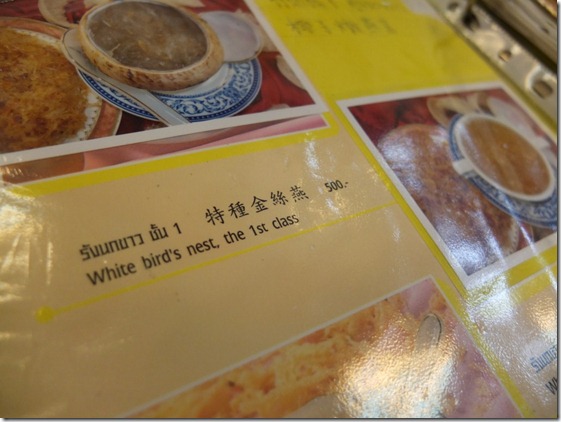 รังนกขาว ชั้น 1 特種金絲燕 500.-
White bird's nest, the 1st class